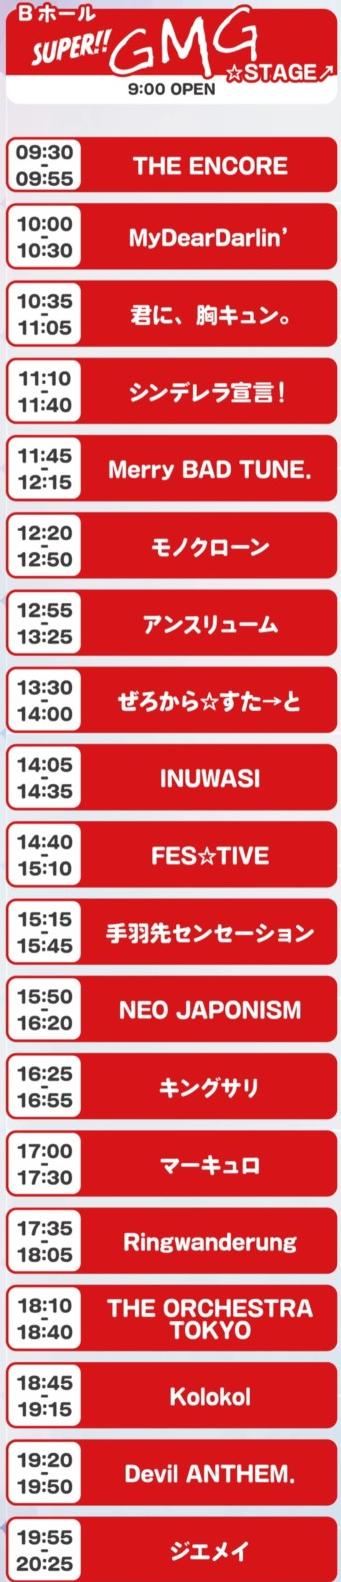 Bホール
SUPER!! GMG
☆STAGE↗
9:00 OPEN
09:30
-
09:55
THE ENCORE
10:00
-
10:30
MyDearDarlin'
10:35
-
11:05
君に、胸キュン。
11:10
-
11:40
シンデレラ宣言!
11:45
-
12:15
Merry BAD TUNE.
12:20
-
12:50
モノクローン
12:55
-
13:25
アンスリューム
13:30
-
14:00
ぜろから☆すた→と
14:05
-
14:35
INUWASI
14:40
-
15:10
FES☆TIVE
15:15
-
15:45
手羽先センセーション
15:50
-
16:20
NEO JAPONISM
16:25
-
16:55
キングサリ
17:00
-
17:30
マーキュロ
17:35
-
18:05
Ringwanderung
18:10
-
18:40
THE ORCHESTRA
TOKYO
18:45
-
19:15
Kolokol
19:20
-
19:50
Devil ANTHEM.
19:55
-
20:25
ジエメイ